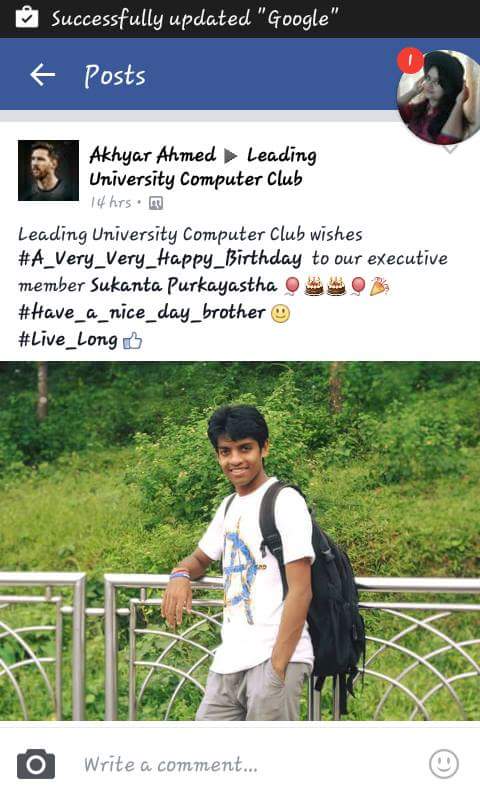 Successfully updated "Google"
Posts
1
Akhyar Ahmed ▶ Leading
University Computer Club
14 hrs •
Leading University Computer Club wishes
#A_Very_Very_Happy_Birthday to our executive
member Sukanta Purkayastha 🎈🎂🎂🎈🎉
#Have_a_nice_day_brother 🙂
#Live_Long 👍
A
Write a comment...